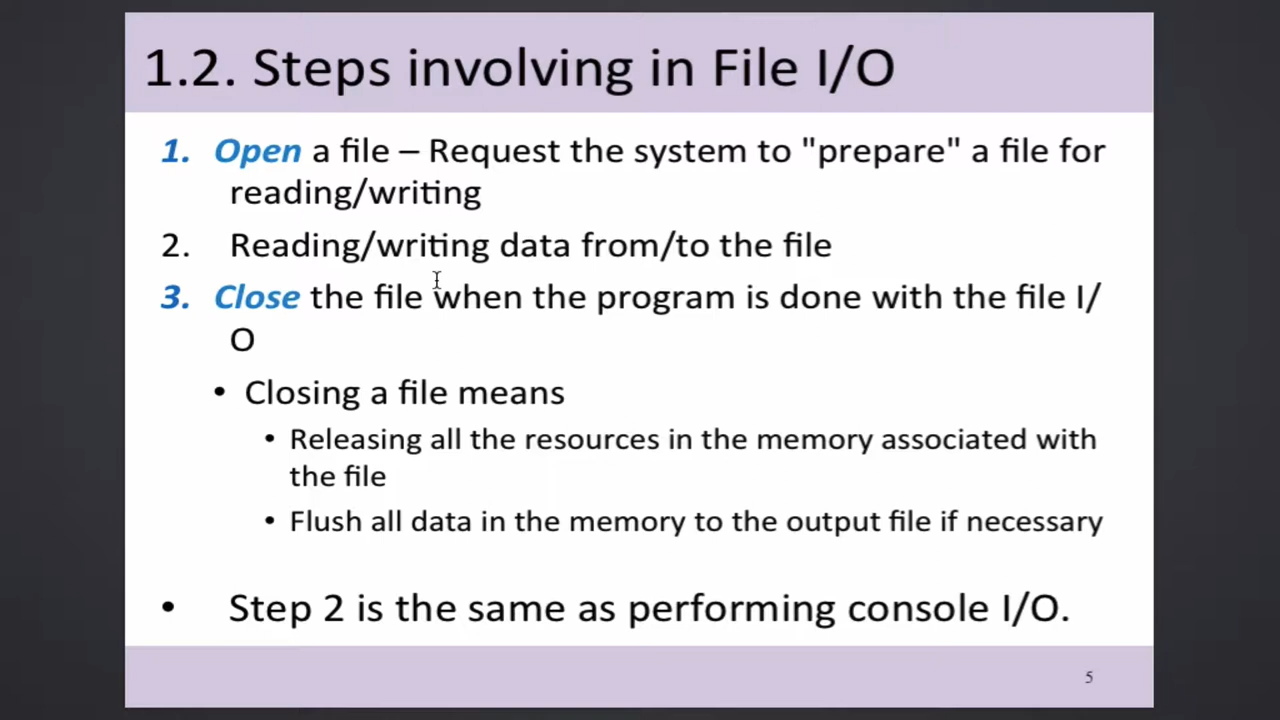 1.2. Steps involving in File I/O
1. Open a file – Request the system to "prepare" a file for
reading/writing
2. Reading/writing data from/to the file
3. Close the file when the program is done with the file I/
O
• Closing a file means
• Releasing all the resources in the memory associated with
the file
• Flush all data in the memory to the output file if necessary
• Step 2 is the same as performing console I/O.
5